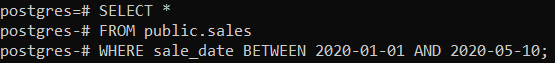 postgres=# SELECT *
postgres-# FROM public.sales
postgres-# WHERE sale_date BETWEEN 2020-01-01 AND 2020-05-10;